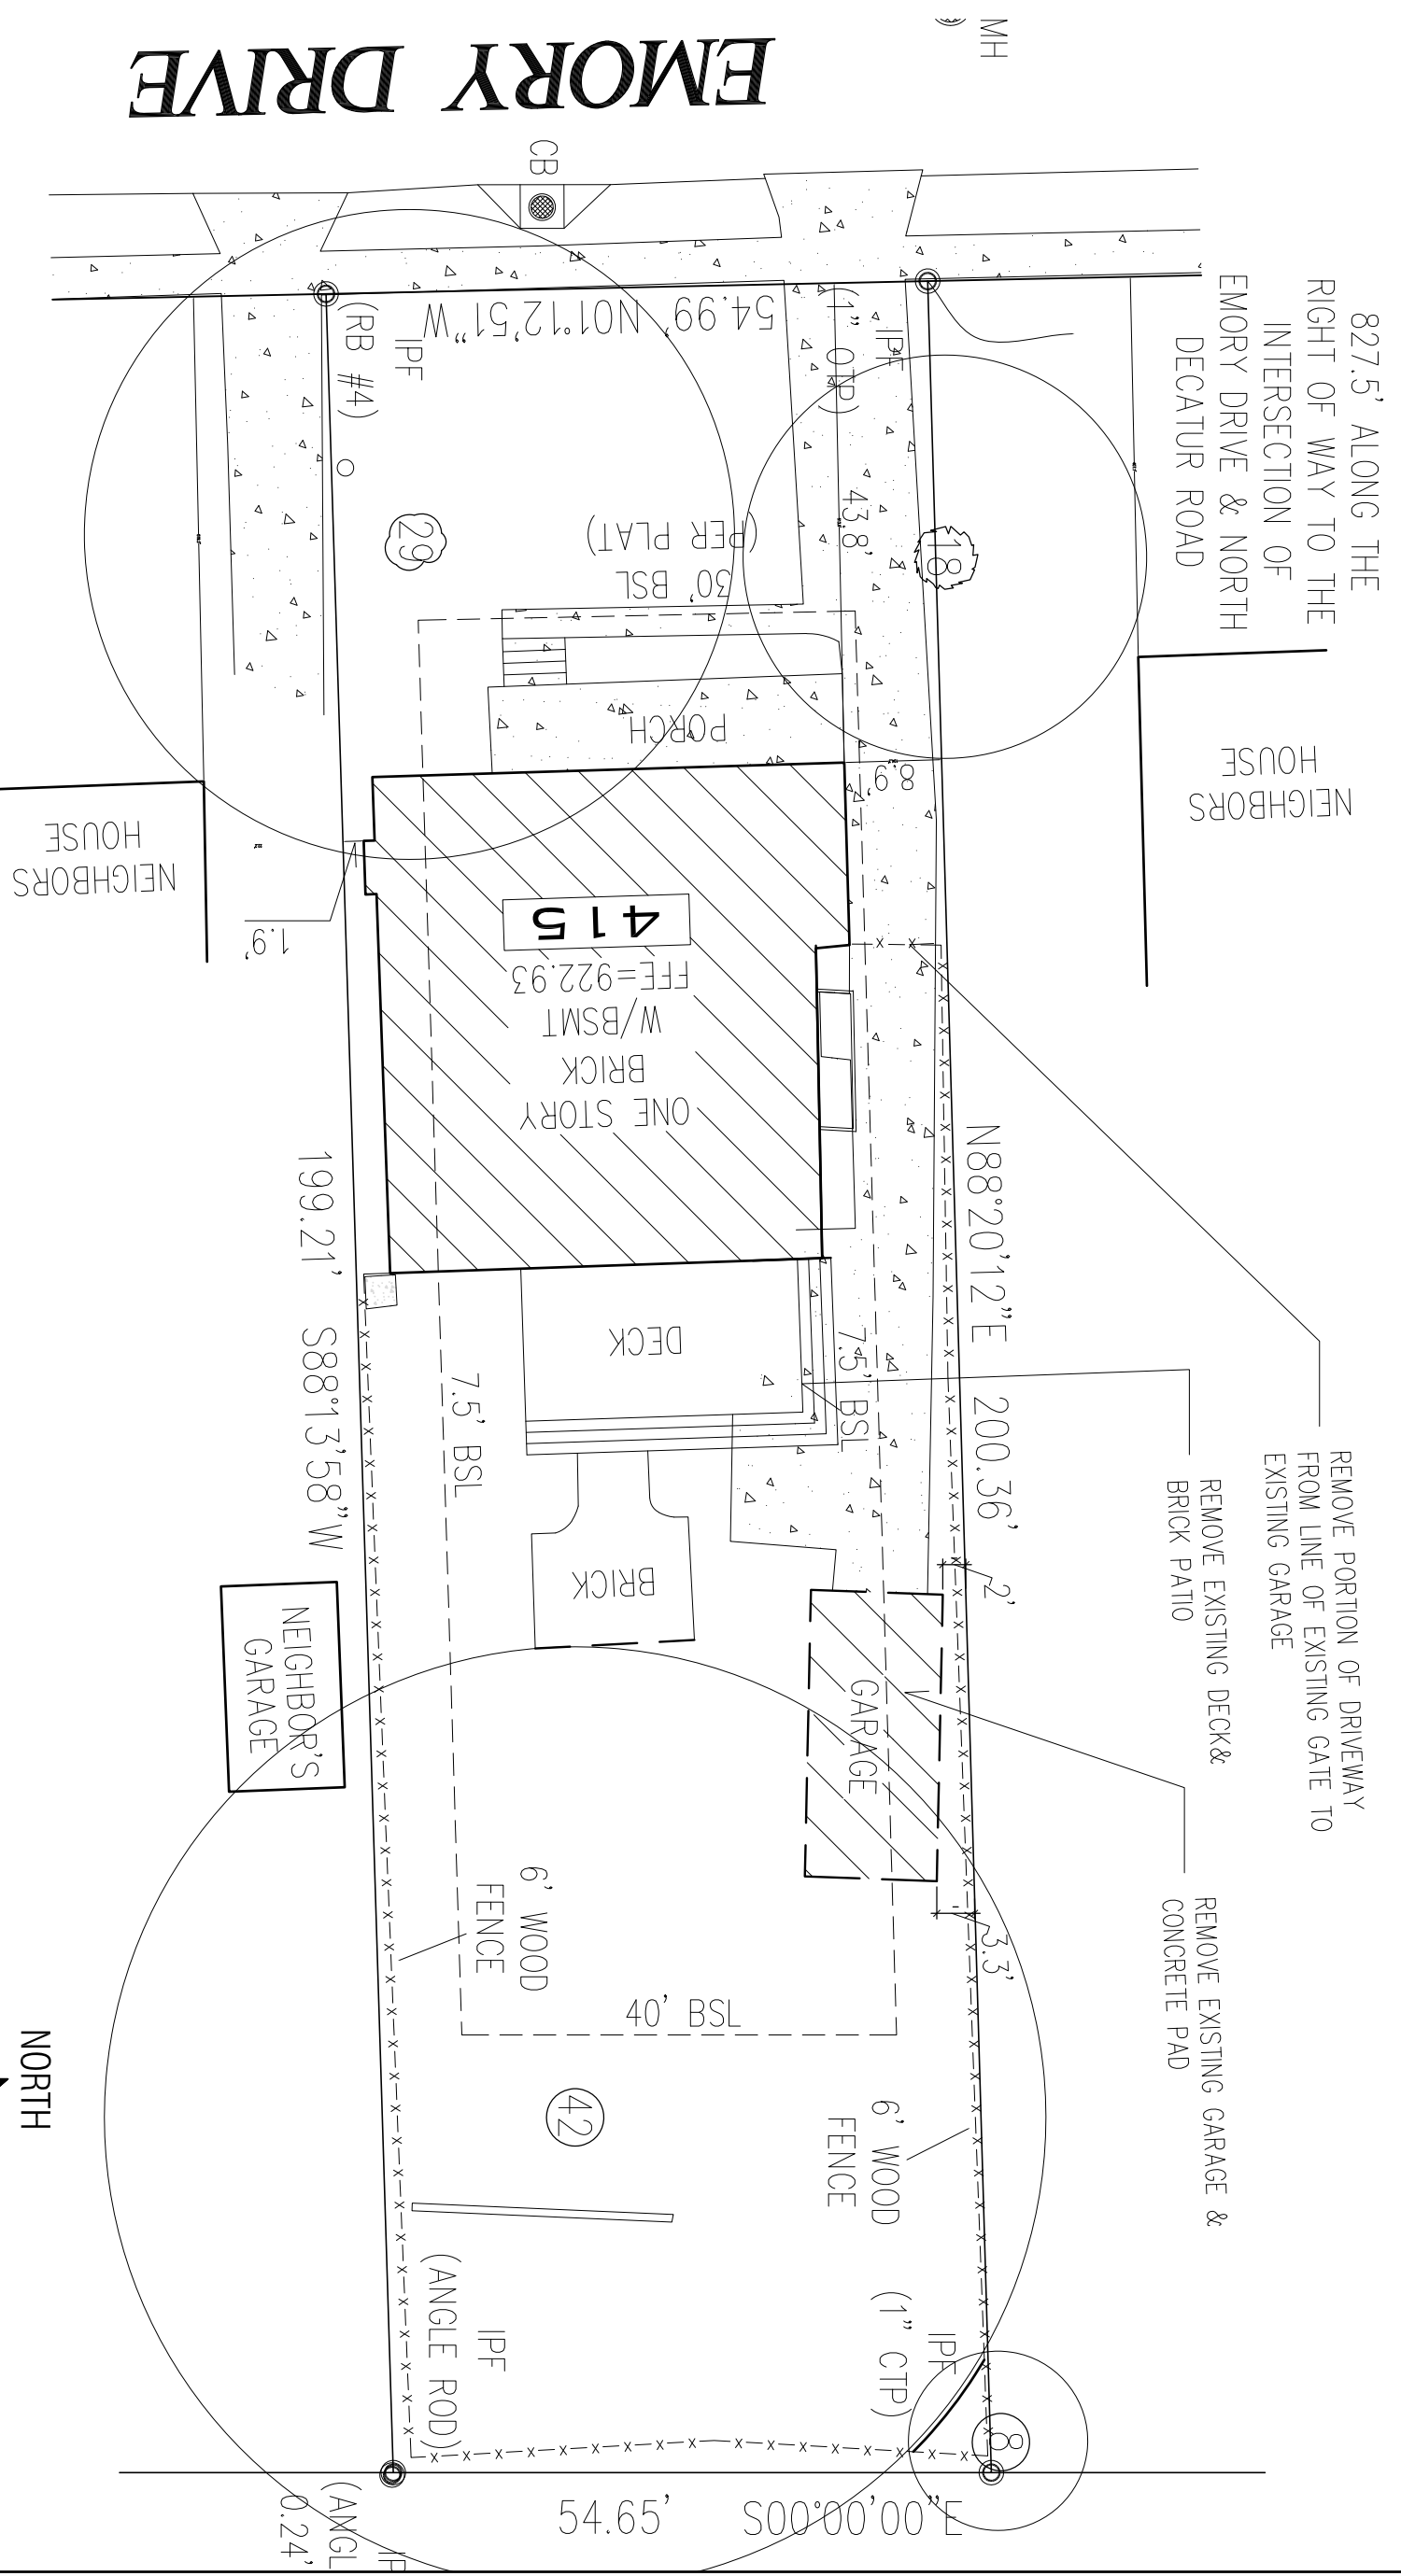 EMORY DRIVE
MH
CB
827.5' ALONG THE
RIGHT OF WAY TO THE
INTERSECTION OF
EMORY DRIVE & NORTH
DECATUR ROAD
54.99' N01°12'51"W
IPF
(RB #4)
IPF
(1" OTP)
43.8'
29
18
30' BSL
(PER PLAT)
PORCH
8.9'
NEIGHBORS
HOUSE
NEIGHBORS
HOUSE
1.9'
415
ONE STORY
BRICK
W/BSMT
FFE=922.93
N88°20'12"E
200.36'
199.21'
S88°13'58"W
DECK
7.5' BSL
7.5' BSL
BRICK
2'
GARAGE
NEIGHBOR'S
GARAGE
REMOVE PORTION OF DRIVEWAY
FROM LINE OF EXISTING GATE TO
EXISTING GARAGE
REMOVE EXISTING DECK&
BRICK PATIO
REMOVE EXISTING GARAGE &
CONCRETE PAD
3.3'
6' WOOD
FENCE
40' BSL
42
6' WOOD
FENCE
NORTH
IPF
(ANGLE ROD)
IPF
(1" CTP)
8
54.65' S00°00'00"E
(ANGL
0.24'